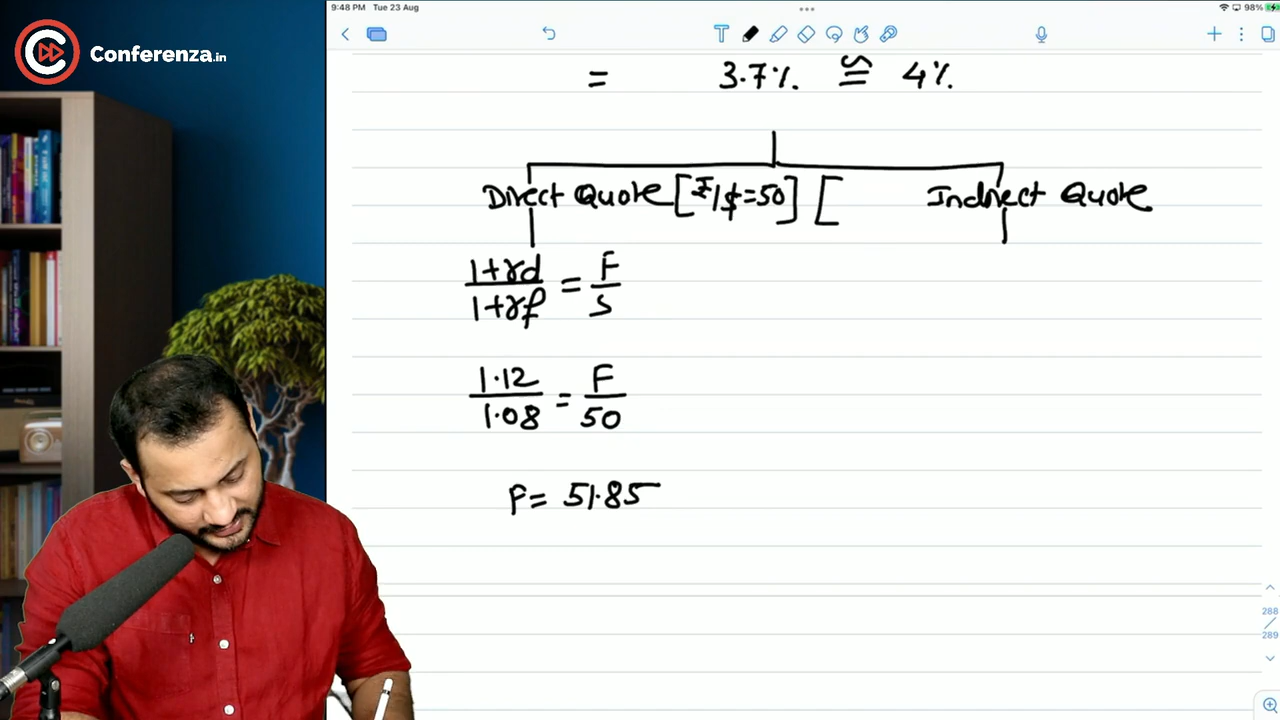 9:48 PM Tue 23 Aug
98%
Conferenza.in
T
= 3.7% ≅ 4%
Direct Quote [₹/$=50] [ Indirect Quote
1+rd/1+rf = F/S
1.12/1.08 = F/50
F= 51.85
288
289